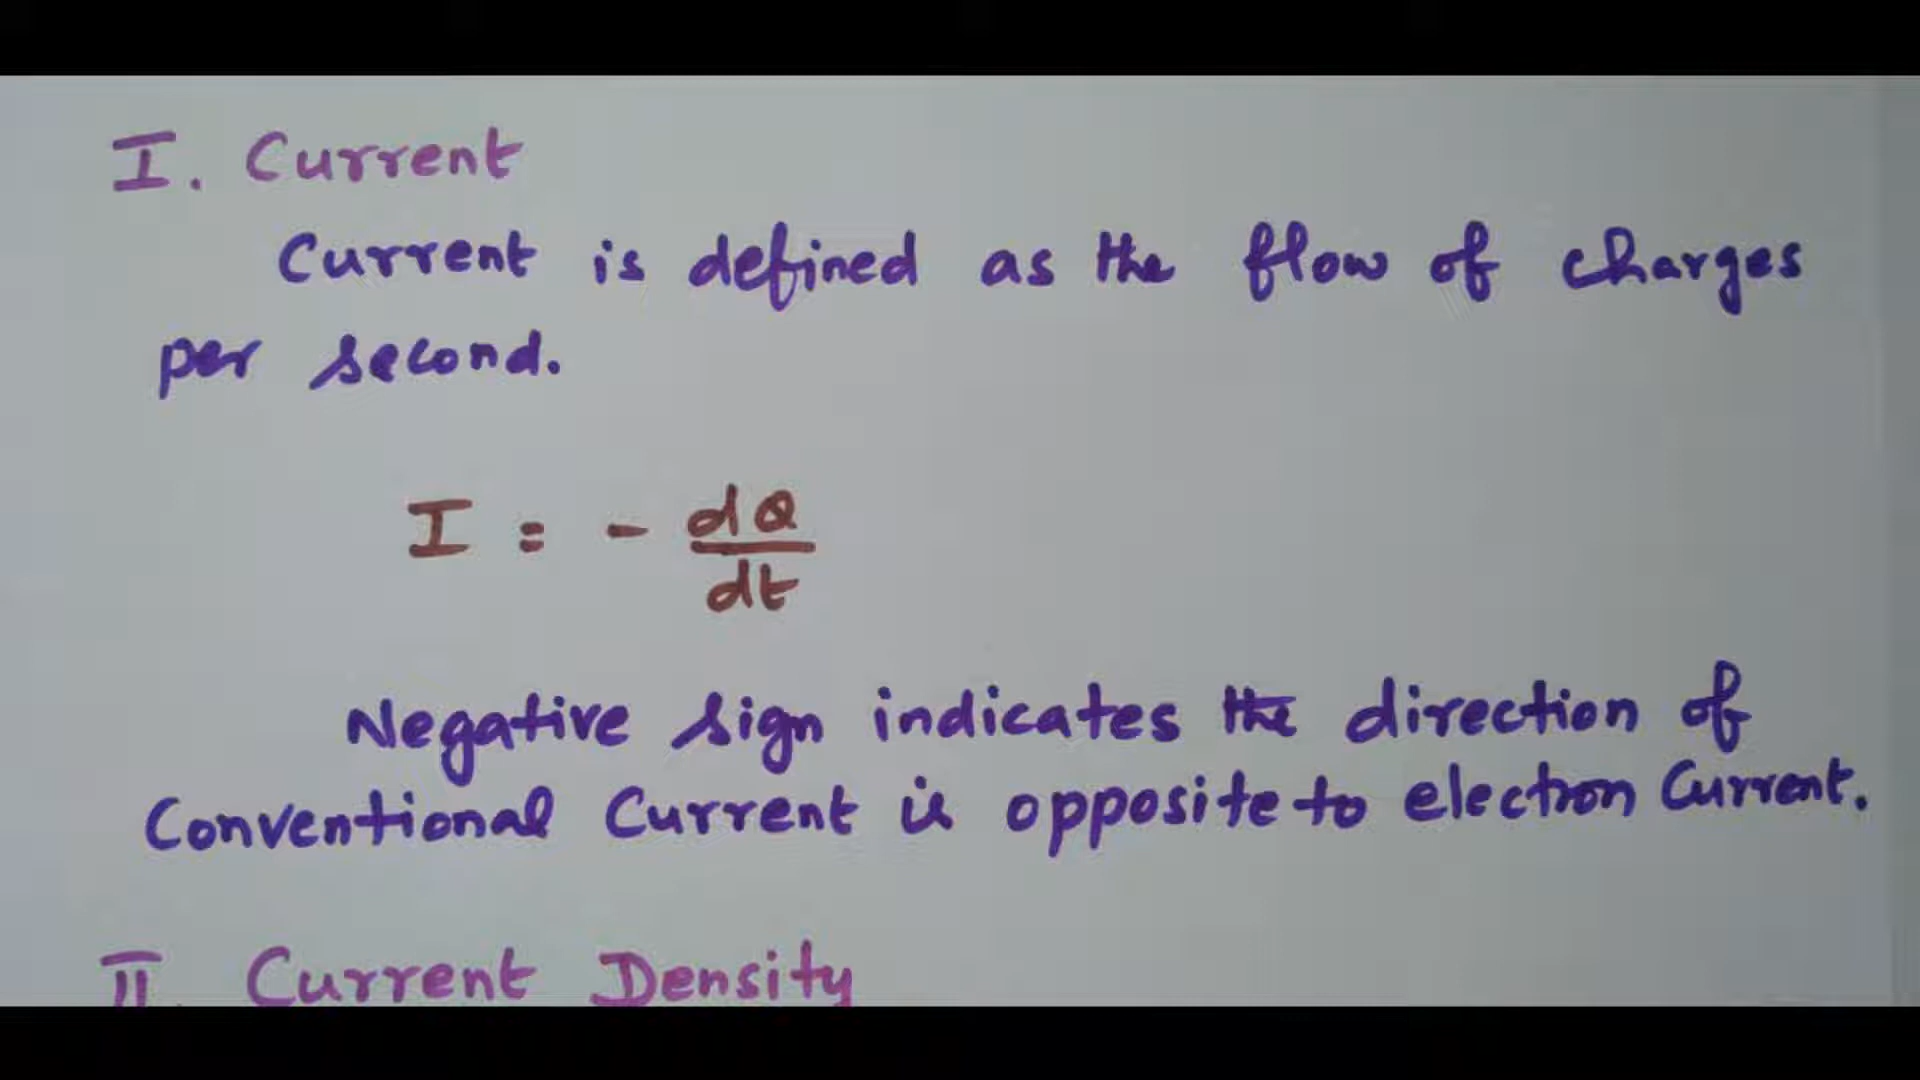 I. Current
Current is defined as the flow of charges
per second.
I = - dQ
dt
Negative sign indicates the direction of
Conventional Current is opposite to electron Current.
II. Current Density